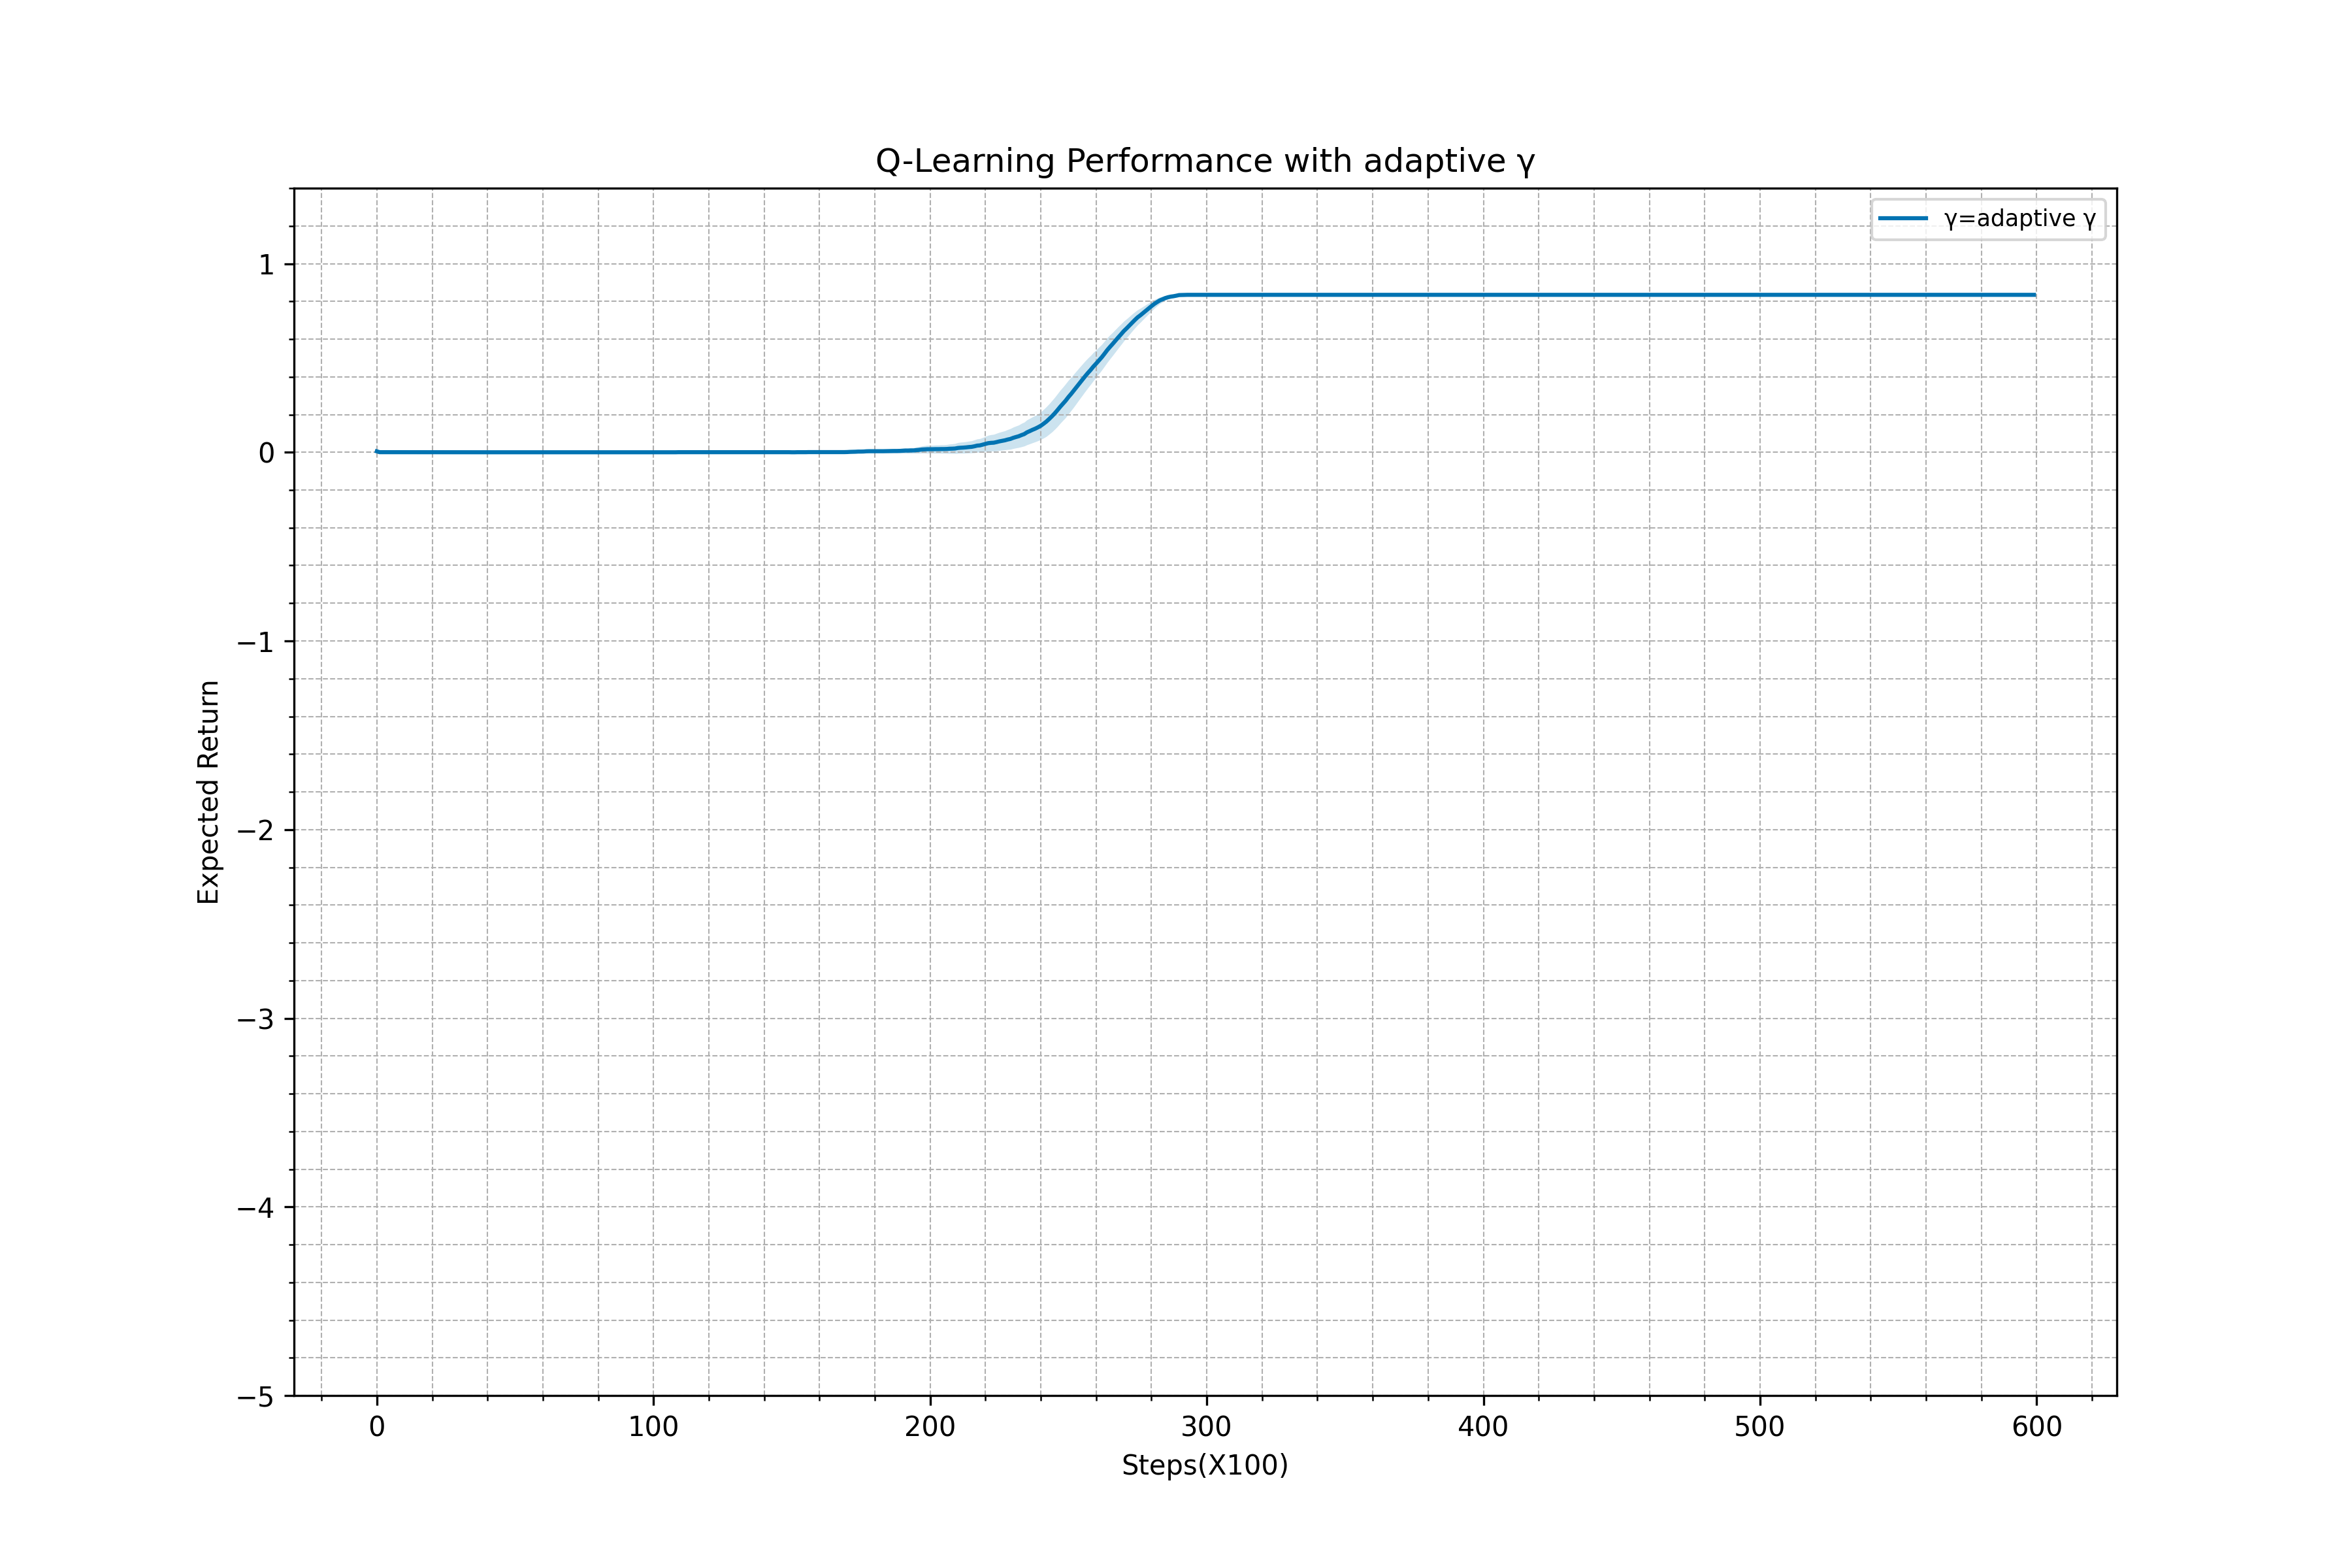 Q-Learning Performance with adaptive γ
γ=adaptive γ
1
0
−1
−2
−3
−4
−5
Expected Return
0 100 200 300 400 500 600
Steps(X100)